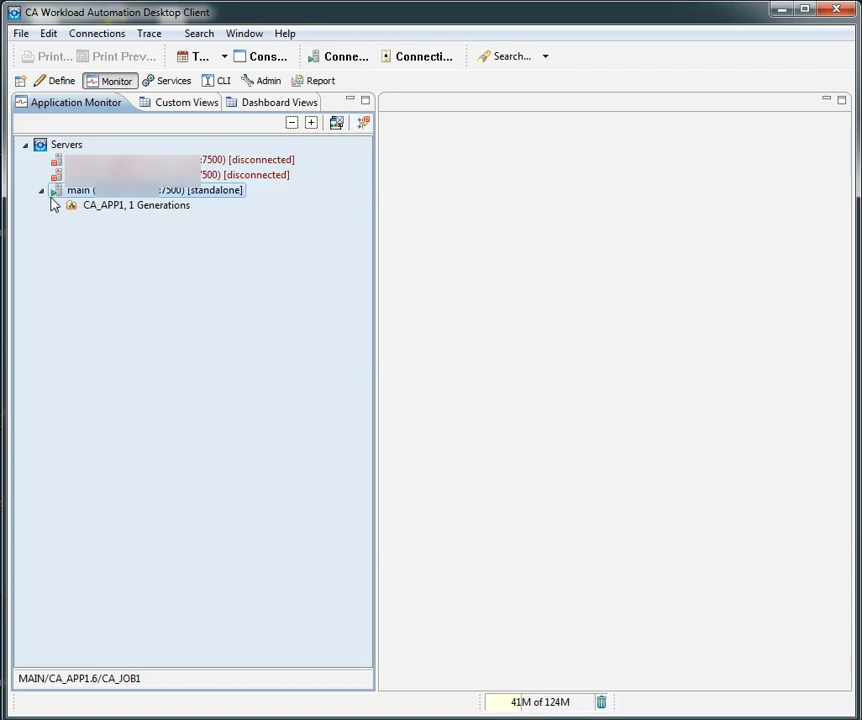 CA Workload Automation Desktop Client
File Edit Connections Trace Search Window Help
Print... Print Prev... T... Cons... Conne... Connecti... Search...
Define Monitor Services CLI Admin Report
Application Monitor Custom Views Dashboard Views
Servers
:7500) [disconnected]
7500) [disconnected]
main ( :7500) [standalone]
CA_APP1, 1 Generations
MAIN/CA_APP1.6/CA_JOB1
41M of 124M